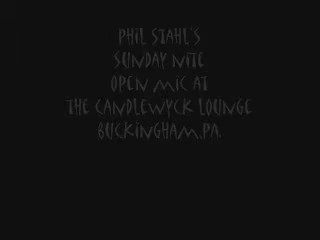 PHIL STAHL'S
SUNDAY NITE
OPEN MIC AT
THE CANDLEWYCK LOUNGE
BUCKINGHAM,PA.